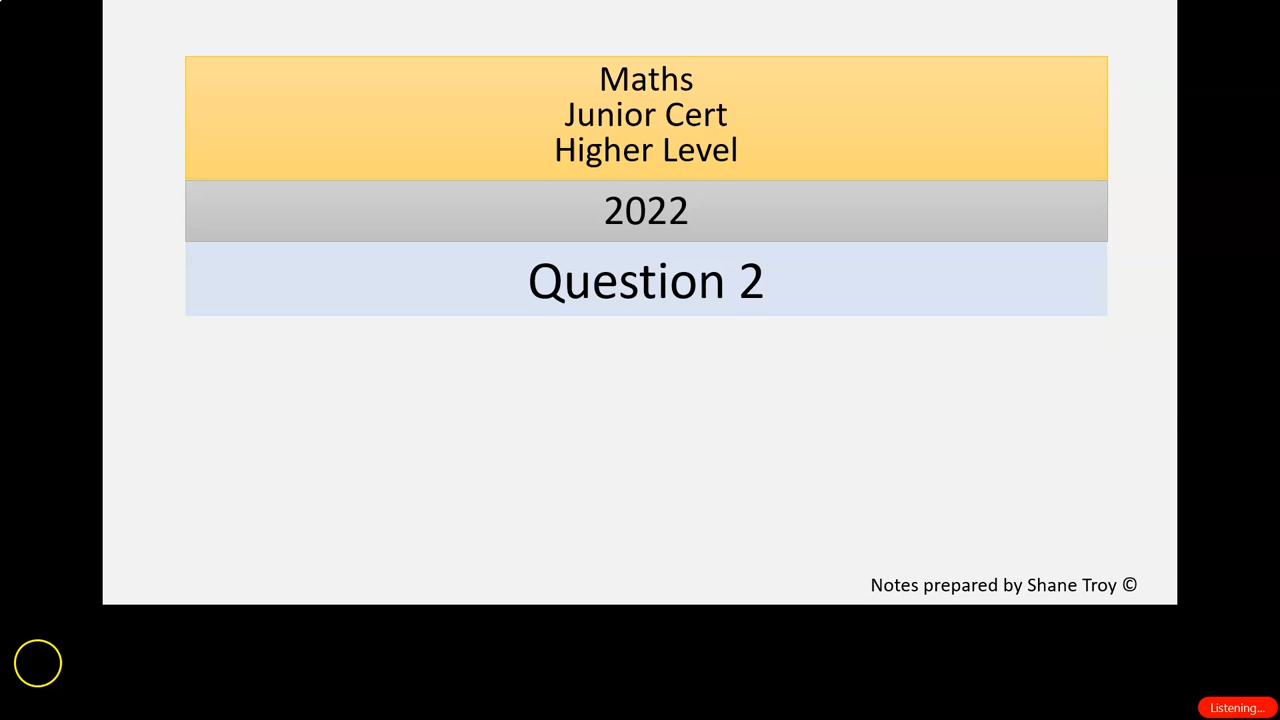 Maths
Junior Cert
Higher Level
2022
Question 2
Notes prepared by Shane Troy ©
Listening...